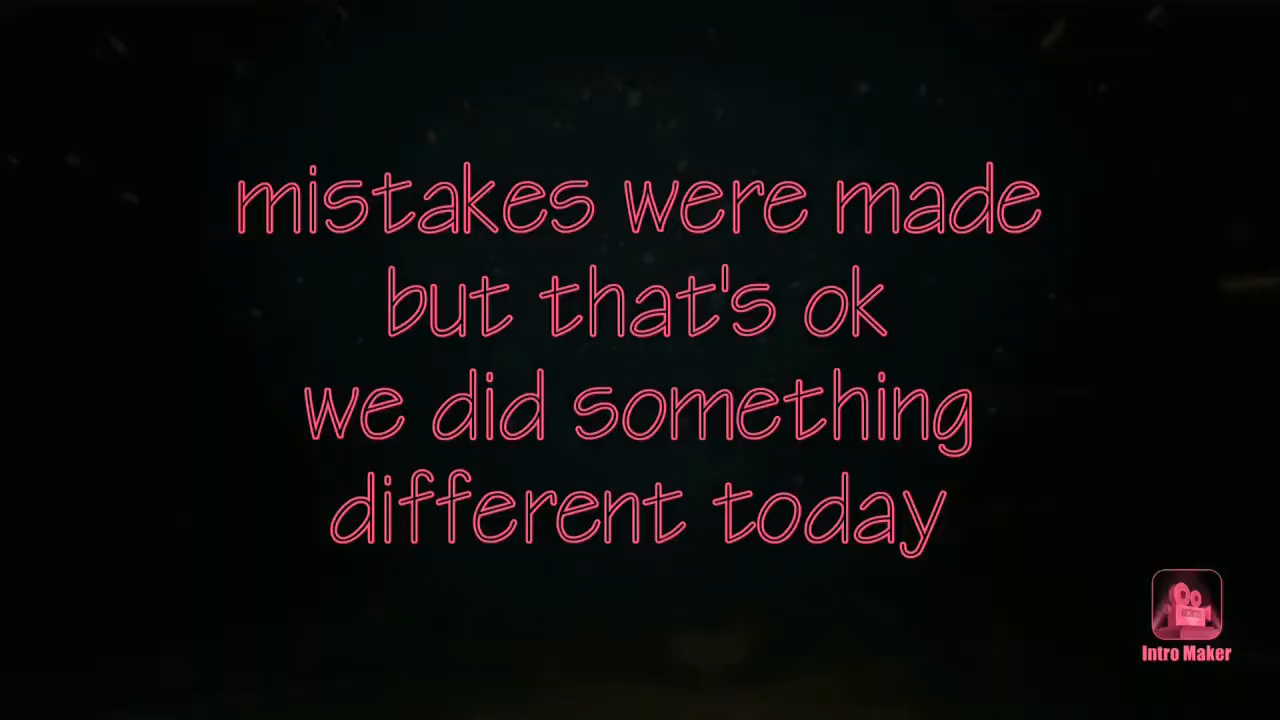 mistakes were made
but that's ok
we did something
different today
Intro Maker